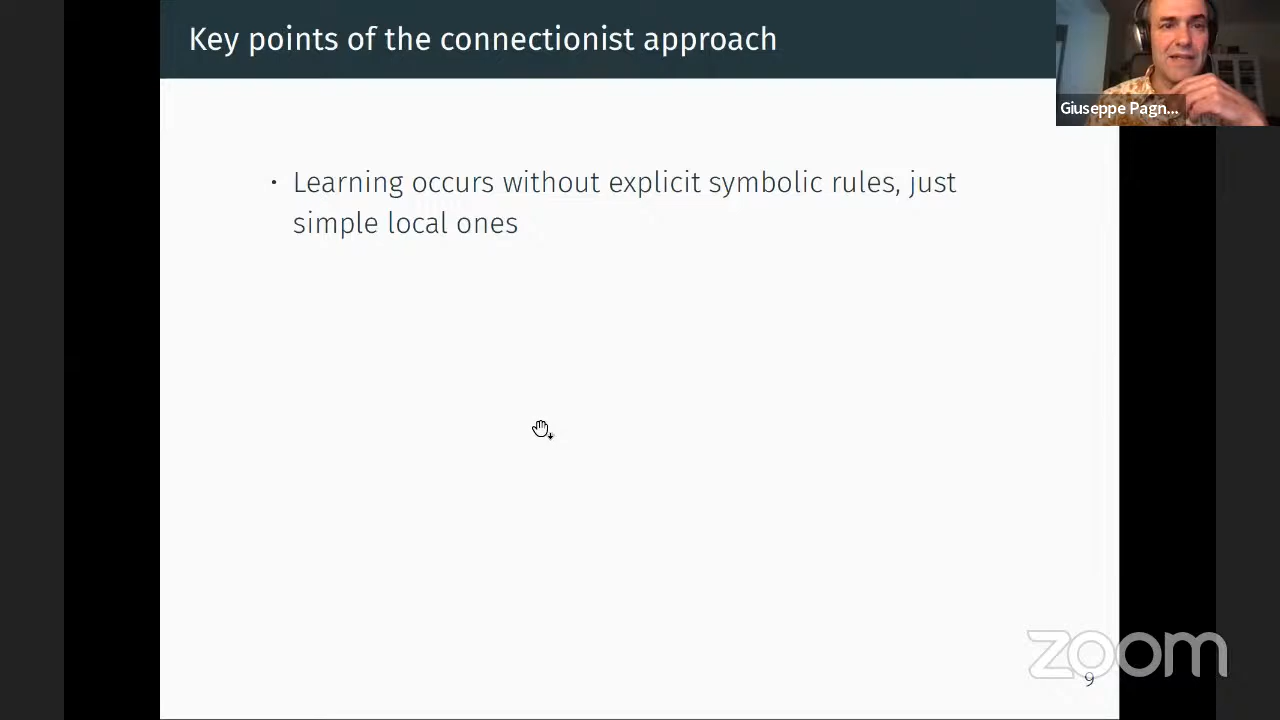 Key points of the connectionist approach
Giuseppe Pagn...
• Learning occurs without explicit symbolic rules, just
simple local ones
zoom
9